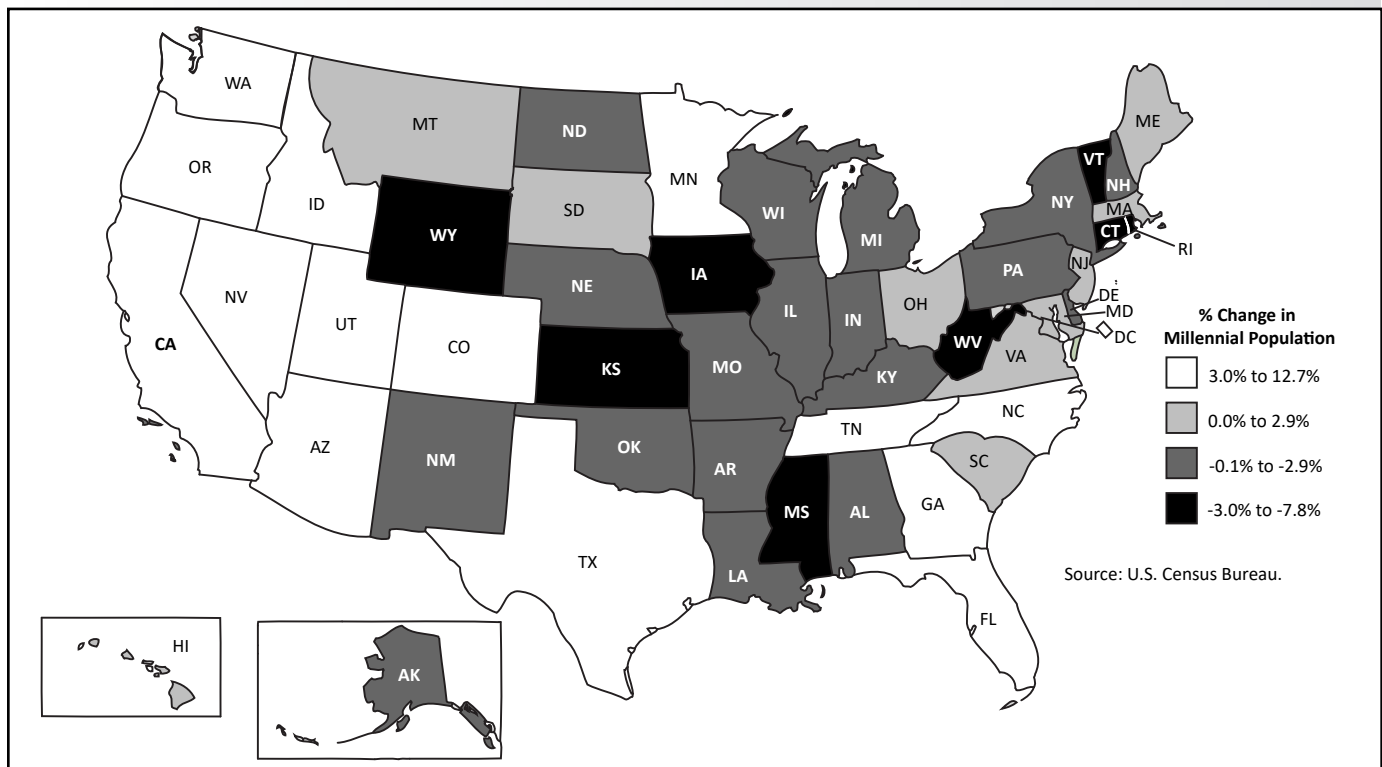 WA
MT
ND
MN
ME
OR
ID
SD
WI
MI
VT
NH
NY
MA
CT
RI
WY
IA
NE
PA
NJ
NV
UT
CO
IL
IN
OH
DE
MD
DC
CA
KS
MO
WV
VA
KY
AZ
NM
OK
AR
TN
NC
SC
TX
LA
MS
AL
GA
FL
HI
AK
% Change in
Millennial Population
3.0% to 12.7%
0.0% to 2.9%
-0.1% to -2.9%
-3.0% to -7.8%
Source: U.S. Census Bureau.